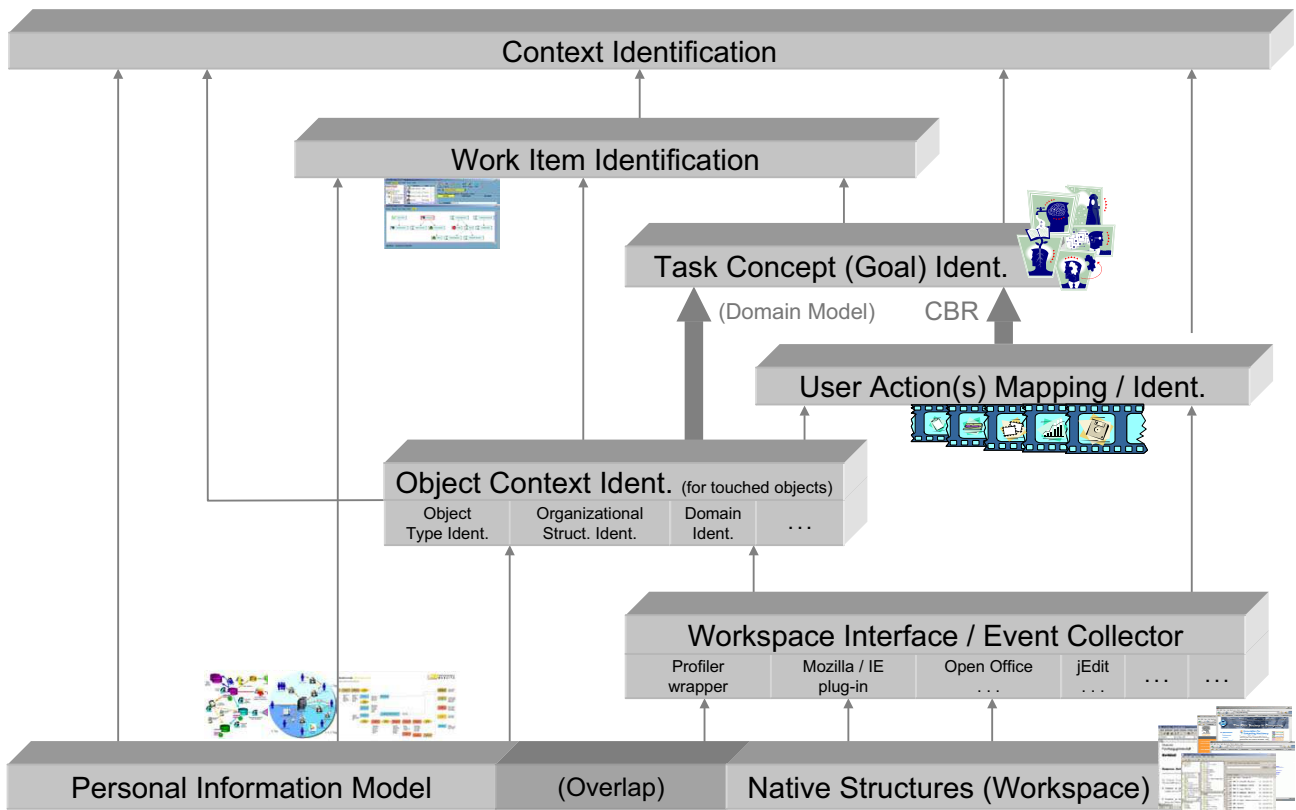 Context Identification
Work Item Identification
Task Concept (Goal) Ident.
(Domain Model)
CBR
User Action(s) Mapping / Ident.
Object Context Ident. (for touched objects)
Object
Type Ident.
Organizational
Struct. Ident.
Domain
Ident.
...
Workspace Interface / Event Collector
Profiler
wrapper
Mozilla / IE
plug-in
Open Office
...
jEdit
...
...
...
Personal Information Model
(Overlap)
Native Structures (Workspace)